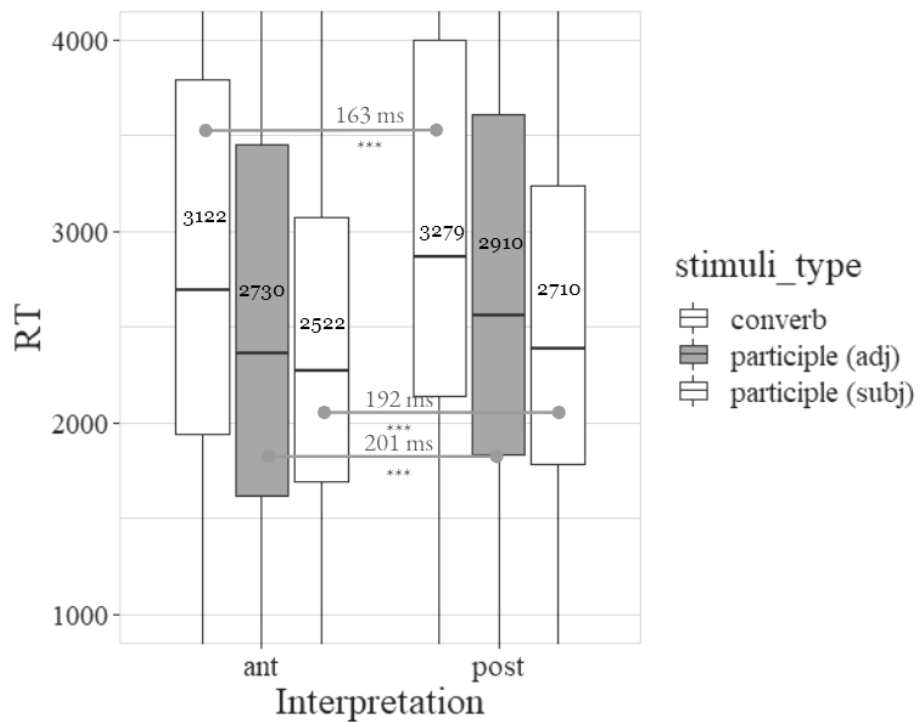 4000
3000
2000
1000
RT
163 ms
***
3122
3279
2730
2910
2522
2710
192 ms
***
201 ms
***
ant
post
Interpretation
stimuli_type
converb
participle (adj)
participle (subj)